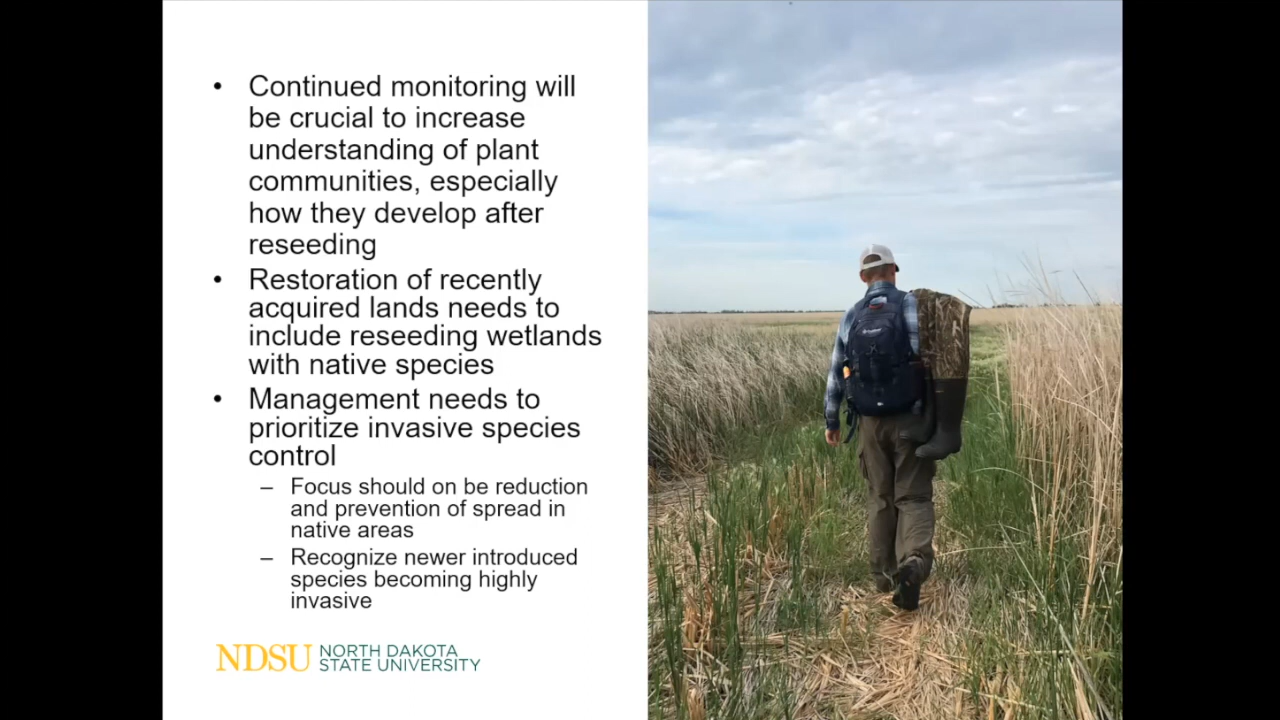 • Continued monitoring will
be crucial to increase
understanding of plant
communities, especially
how they develop after
reseeding
• Restoration of recently
acquired lands needs to
include reseeding wetlands
with native species
• Management needs to
prioritize invasive species
control
– Focus should on be reduction
and prevention of spread in
native areas
– Recognize newer introduced
species becoming highly
invasive
NDSU NORTH DAKOTA
STATE UNIVERSITY